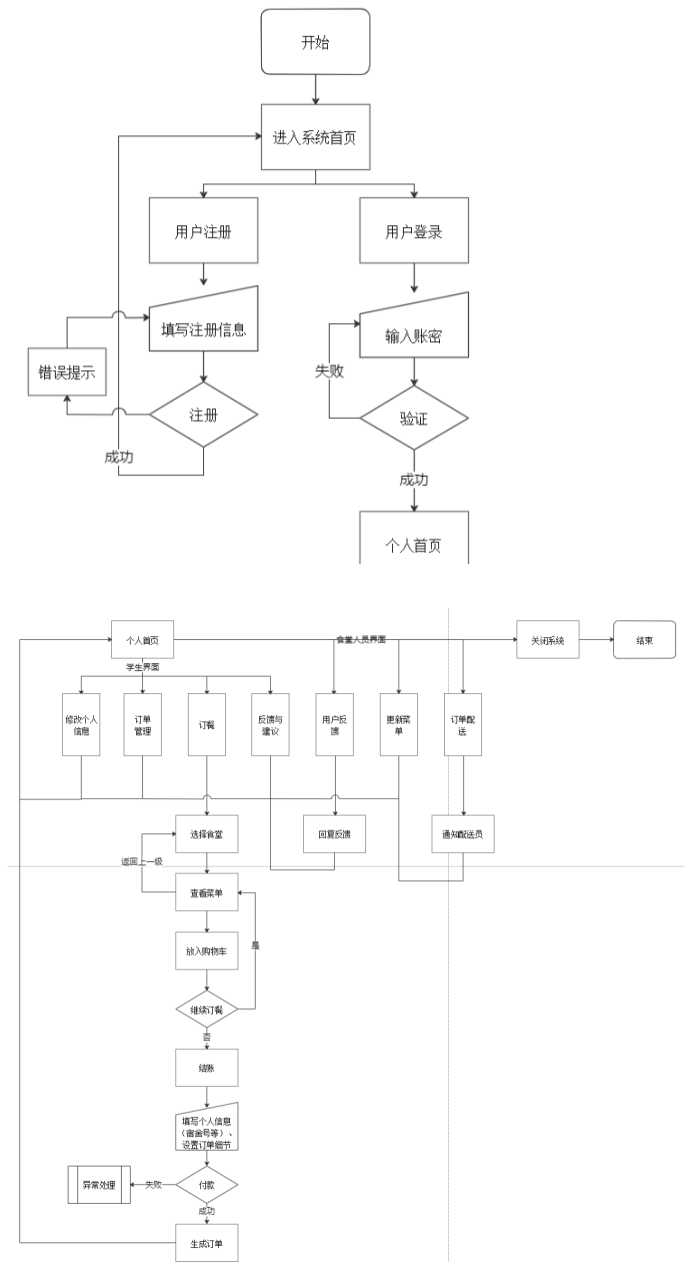 开始
进入系统首页
用户注册
用户登录
填写注册信息
输入账密
错误提示
失败
注册
验证
成功
成功
个人首页
个人首页
食堂人员界面
关闭系统
结束
学生界面
修改个人
信息
订单
管理
订餐
反馈与
建议
用户反
馈
更新菜
单
订单配
送
选择食堂
回复反馈
通知配送员
返回上一级
查看菜单
是
放入购物车
继续订餐
否
结账
填写个人信息
（宿舍号等）、
设置订单细节
异常处理
失败
付款
成功
生成订单